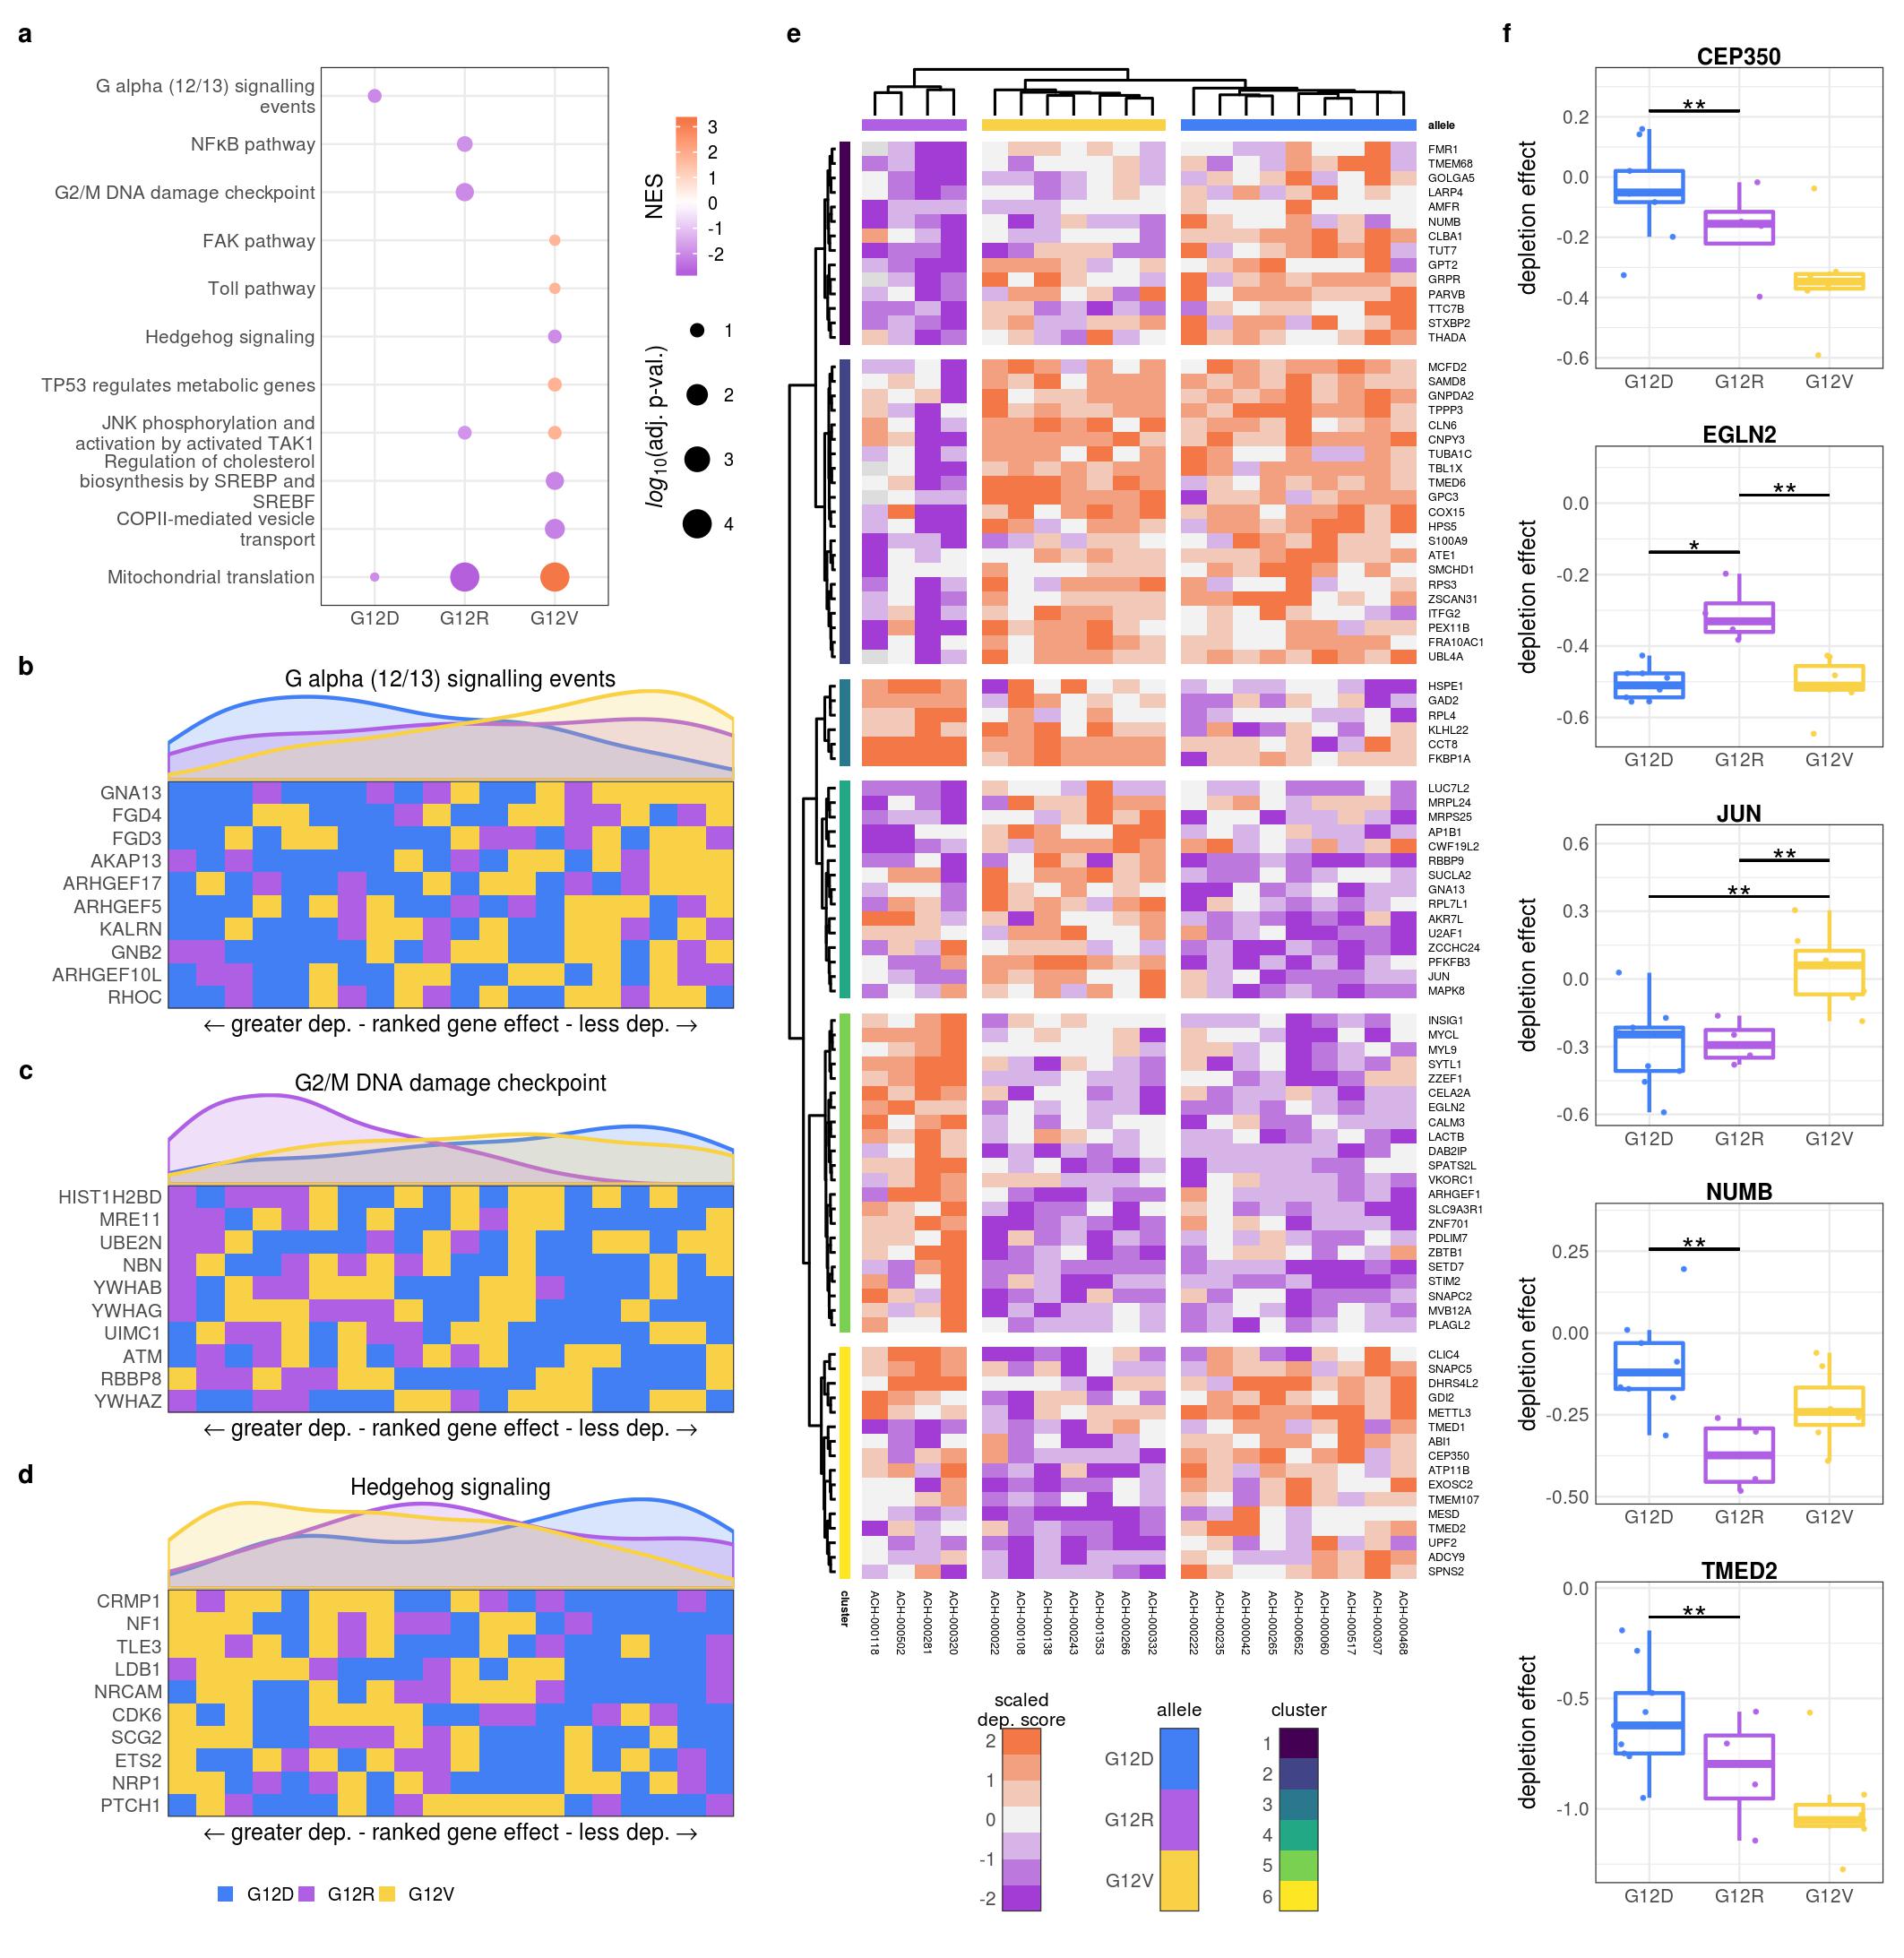 a
G alpha (12/13) signalling
events
NFκB pathway
G2/M DNA damage checkpoint
FAK pathway
Toll pathway
Hedgehog signaling
TP53 regulates metabolic genes
JNK phosphorylation and
activation by activated TAK1
Regulation of cholesterol
biosynthesis by SREBP and
SREBF
COPII-mediated vesicle
transport
Mitochondrial translation
G12D G12R G12V
NES
3
2
1
0
-1
-2
log10(adj. p-val.)
1
2
3
4
b
G alpha (12/13) signalling events
GNA13
FGD4
FGD3
AKAP13
ARHGEF17
ARHGEF5
KALRN
GNB2
ARHGEF10L
RHOC
← greater dep. - ranked gene effect - less dep. →
c
G2/M DNA damage checkpoint
HIST1H2BD
MRE11
UBE2N
NBN
YWHAB
YWHAG
UIMC1
ATM
RBBP8
YWHAZ
← greater dep. - ranked gene effect - less dep. →
d
Hedgehog signaling
CRMP1
NF1
TLE3
LDB1
NRCAM
CDK6
SCG2
ETS2
NRP1
PTCH1
← greater dep. - ranked gene effect - less dep. →
G12D G12R G12V
e
allele
FMR1
TMEM68
GOLGA5
LARP4
AMFR
NUMB
CLBA1
TUT7
GPT2
GRPR
PARVB
TTC7B
STXBP2
THADA
MCFD2
SAMD8
GNPDA2
TPPP3
CLN6
CNPY3
TUBA1C
TBL1X
TMED6
GPC3
COX15
HPS5
S100A9
ATE1
SMCHD1
RPS3
ZSCAN31
ITFG2
PEX11B
FRA10AC1
UBL4A
HSPE1
GAD2
RPL4
KLHL22
CCT8
FKBP1A
LUC7L2
MRPL24
MRPS25
AP1B1
CWF19L2
RBBP9
SUCLA2
GNA13
RPL7L1
AKR7L
U2AF1
ZCCHC24
PFKFB3
JUN
MAPK8
INSIG1
MYCL
MYL9
SYTL1
ZZEF1
CELA2A
EGLN2
CALM3
LACTB
DAB2IP
SPATS2L
VKORC1
ARHGEF1
SLC9A3R1
ZNF701
PDLIM7
ZBTB1
SETD7
STIM2
SNAPC2
MVB12A
PLAGL2
CLIC4
SNAPC5
DHRS4L2
GDI2
METTL3
TMED1
ABI1
CEP350
ATP11B
EXOSC2
TMEM107
MESD
TMED2
UPF2
ADCY9
SPNS2
cluster
ACH-000118
ACH-000502
ACH-000281
ACH-000320
ACH-000022
ACH-000108
ACH-000138
ACH-000243
ACH-001353
ACH-000266
ACH-000332
ACH-000222
ACH-000235
ACH-000042
ACH-000265
ACH-000652
ACH-000060
ACH-000517
ACH-000307
ACH-000468
scaled
dep. score
2
1
0
-1
-2
allele
G12D
G12R
G12V
cluster
1
2
3
4
5
6
f
CEP350
depletion effect
0.2
0.0
-0.2
-0.4
-0.6
**
G12D G12R G12V
EGLN2
depletion effect
0.0
-0.2
-0.4
-0.6
**
*
G12D G12R G12V
JUN
depletion effect
0.6
0.3
0.0
-0.3
-0.6
**
**
G12D G12R G12V
NUMB
depletion effect
0.25
0.00
-0.25
-0.50
**
G12D G12R G12V
TMED2
depletion effect
0.0
-0.5
-1.0
**
G12D G12R G12V